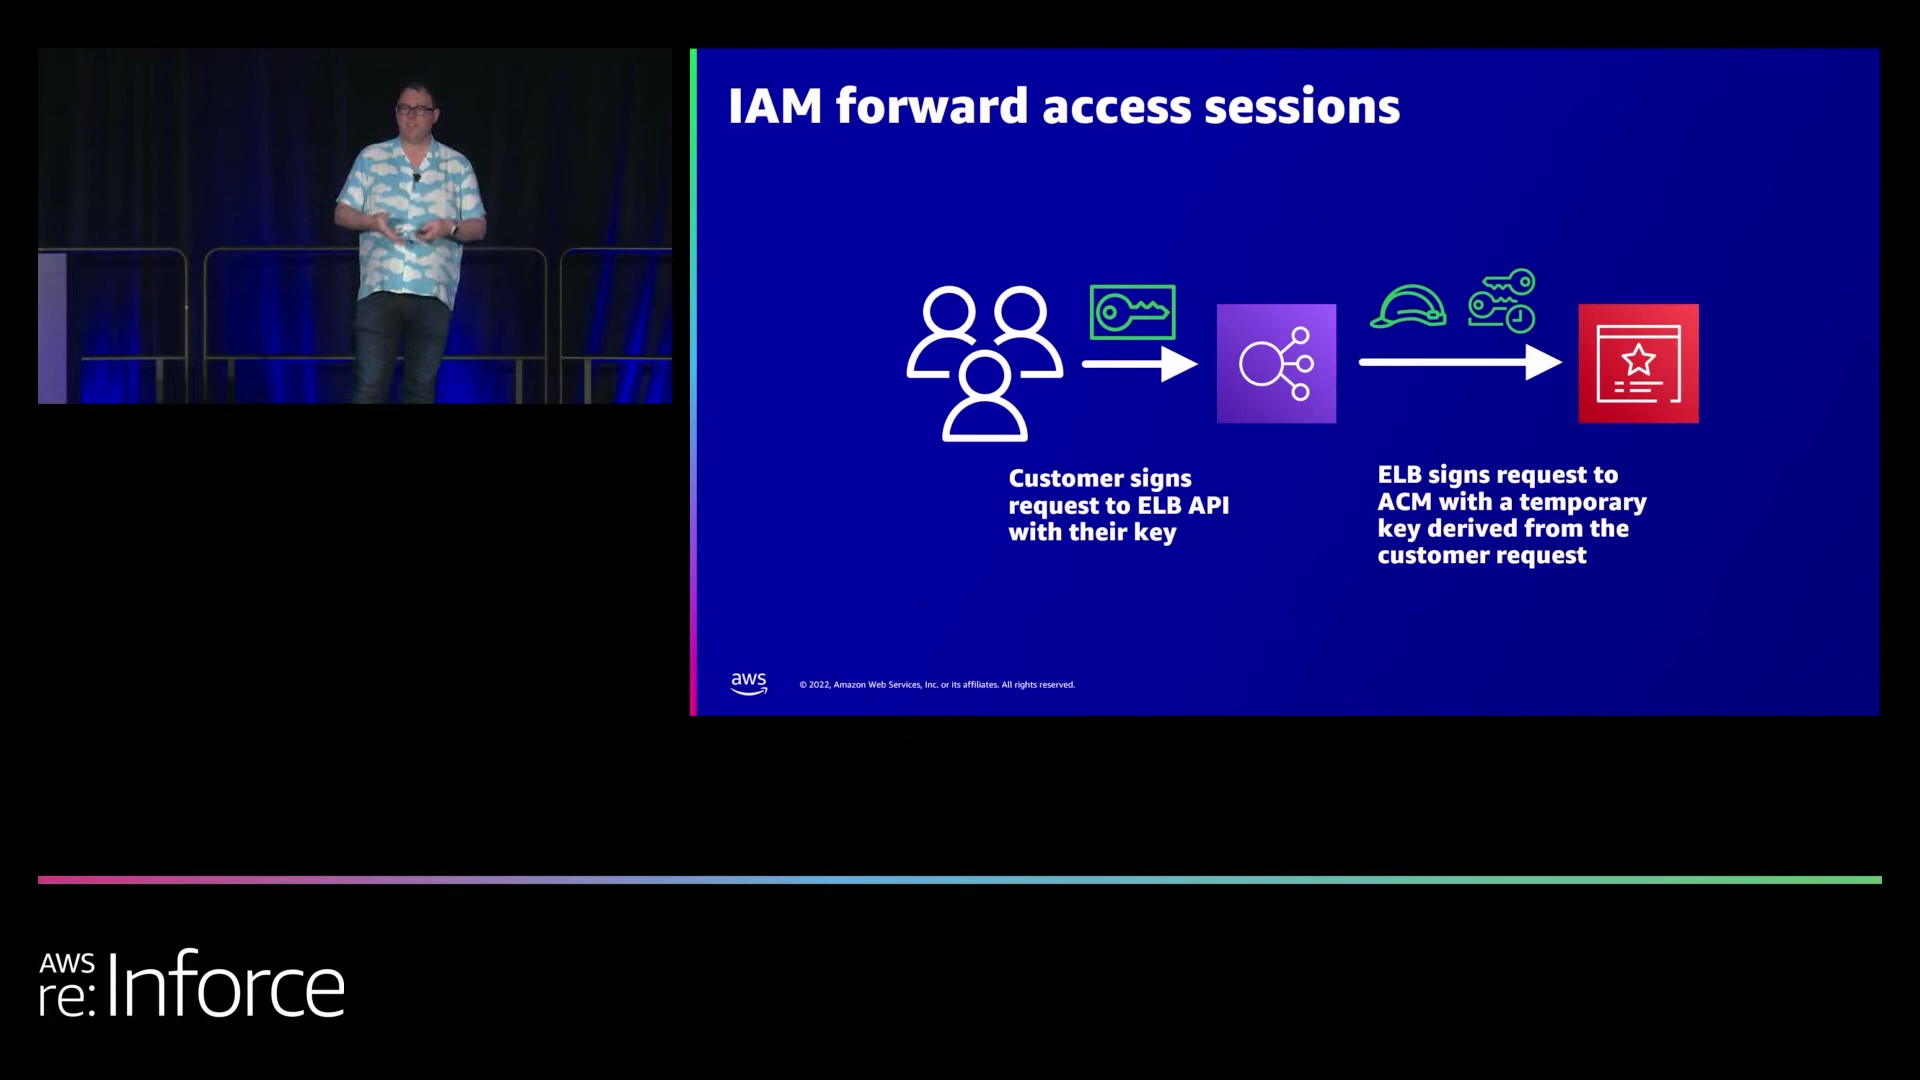 IAM forward access sessions
Customer signs
request to ELB API
with their key
ELB signs request to
ACM with a temporary
key derived from the
customer request
aws
© 2022, Amazon Web Services, Inc. or its affiliates. All rights reserved.
AWS
re:Inforce